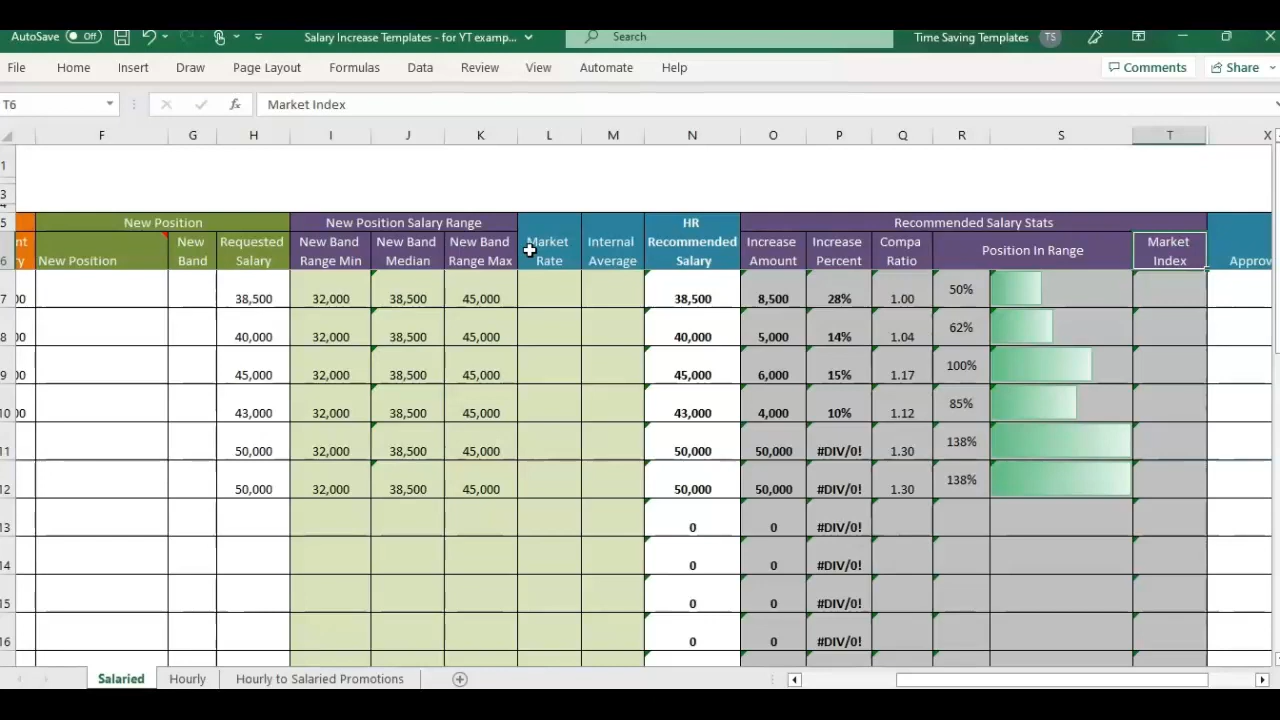 AutoSave Off Salary Increase Templates - for YT examp... Search Time Saving Templates TS
File Home Insert Draw Page Layout Formulas Data Review View Automate Help Comments Share
T6 fx Market Index
F G H I J K L M N O P Q R S T X
1
3
5 New Position New Position Salary Range HR Recommended Salary Stats
nt New Requested New Band New Band New Band Market Internal Recommended Increase Increase Compa Position In Range Market
6 ry New Position Band Salary Range Min Median Range Max Rate Average Salary Amount Percent Ratio Index Approv
7 00 38,500 32,000 38,500 45,000 38,500 8,500 28% 1.00 50%
8 00 40,000 32,000 38,500 45,000 40,000 5,000 14% 1.04 62%
9 00 45,000 32,000 38,500 45,000 45,000 6,000 15% 1.17 100%
10 00 43,000 32,000 38,500 45,000 43,000 4,000 10% 1.12 85%
11 50,000 32,000 38,500 45,000 50,000 50,000 #DIV/0! 1.30 138%
12 50,000 32,000 38,500 45,000 50,000 50,000 #DIV/0! 1.30 138%
13 0 0 #DIV/0!
14 0 0 #DIV/0!
15 0 0 #DIV/0!
16 0 0 #DIV/0!
Salaried Hourly Hourly to Salaried Promotions